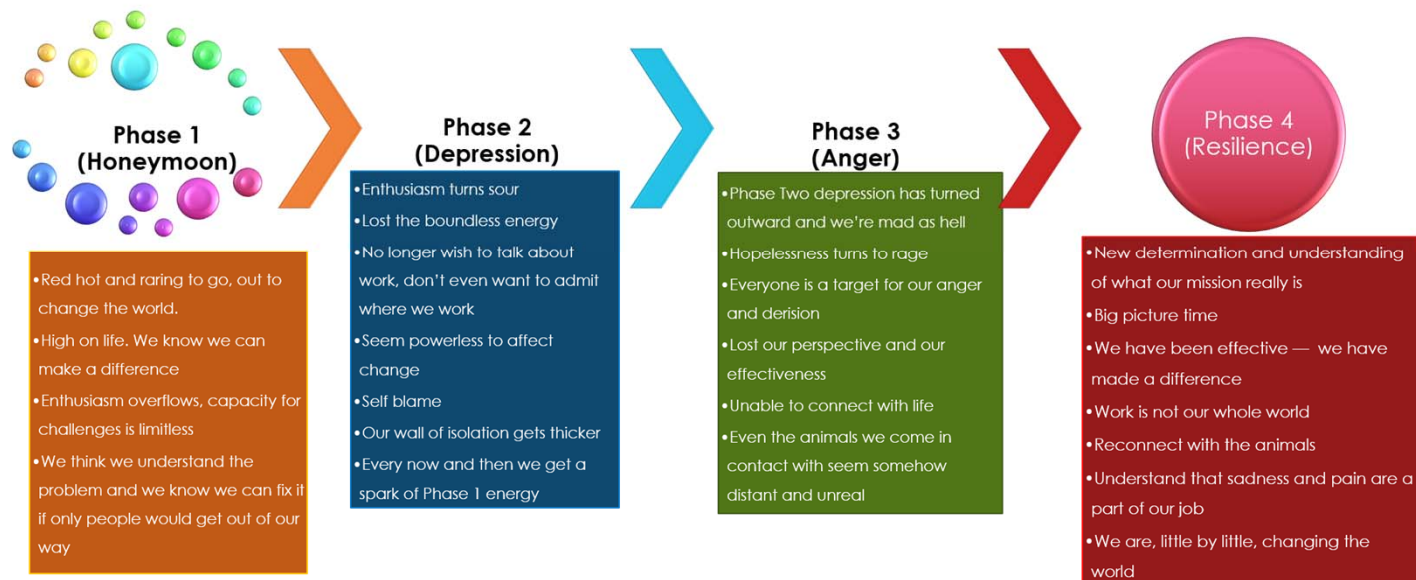 Phase 1
(Honeymoon)
•Red hot and raring to go, out to
change the world.
•High on life. We know we can
make a difference
•Enthusiasm overflows, capacity for
challenges is limitless
•We think we understand the
problem and we know we can fix it
if only people would get out of our
way
Phase 2
(Depression)
•Enthusiasm turns sour
•Lost the boundless energy
•No longer wish to talk about
work, don't even want to admit
where we work
•Seem powerless to affect
change
•Self blame
•Our wall of isolation gets thicker
•Every now and then we get a
spark of Phase 1 energy
Phase 3
(Anger)
•Phase Two depression has turned
outward and we're mad as hell
•Hopelessness turns to rage
•Everyone is a target for our anger
and derision
•Lost our perspective and our
effectiveness
•Unable to connect with life
•Even the animals we come in
contact with seem somehow
distant and unreal
Phase 4
(Resilience)
•New determination and understanding
of what our mission really is
•Big picture time
•We have been effective — we have
made a difference
•Work is not our whole world
•Reconnect with the animals
•Understand that sadness and pain are a
part of our job
•We are, little by little, changing the
world